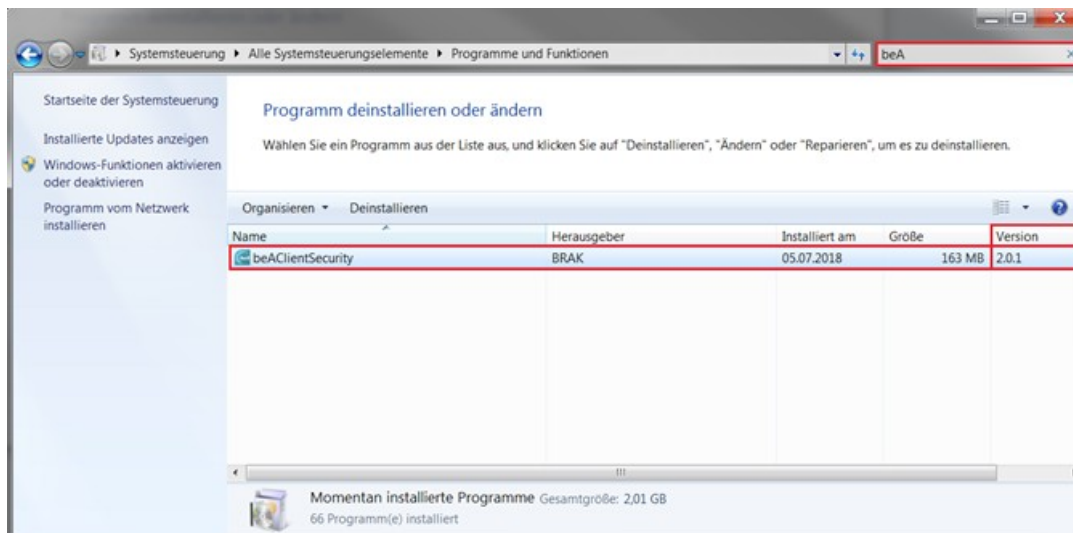 Systemsteuerung ▸ Alle Systemsteuerungselemente ▸ Programme und Funktionen
beA
Startseite der Systemsteuerung
Installierte Updates anzeigen
Windows-Funktionen aktivieren
oder deaktivieren
Programm vom Netzwerk
installieren
Programm deinstallieren oder ändern
Wählen Sie ein Programm aus der Liste aus, und klicken Sie auf "Deinstallieren", "Ändern" oder "Reparieren", um es zu deinstallieren.
Organisieren Deinstallieren
Name Herausgeber Installiert am Größe Version
beAClientSecurity BRAK 05.07.2018 163 MB 2.0.1
Momentan installierte Programme Gesamtgröße: 2,01 GB
66 Programm(e) installiert